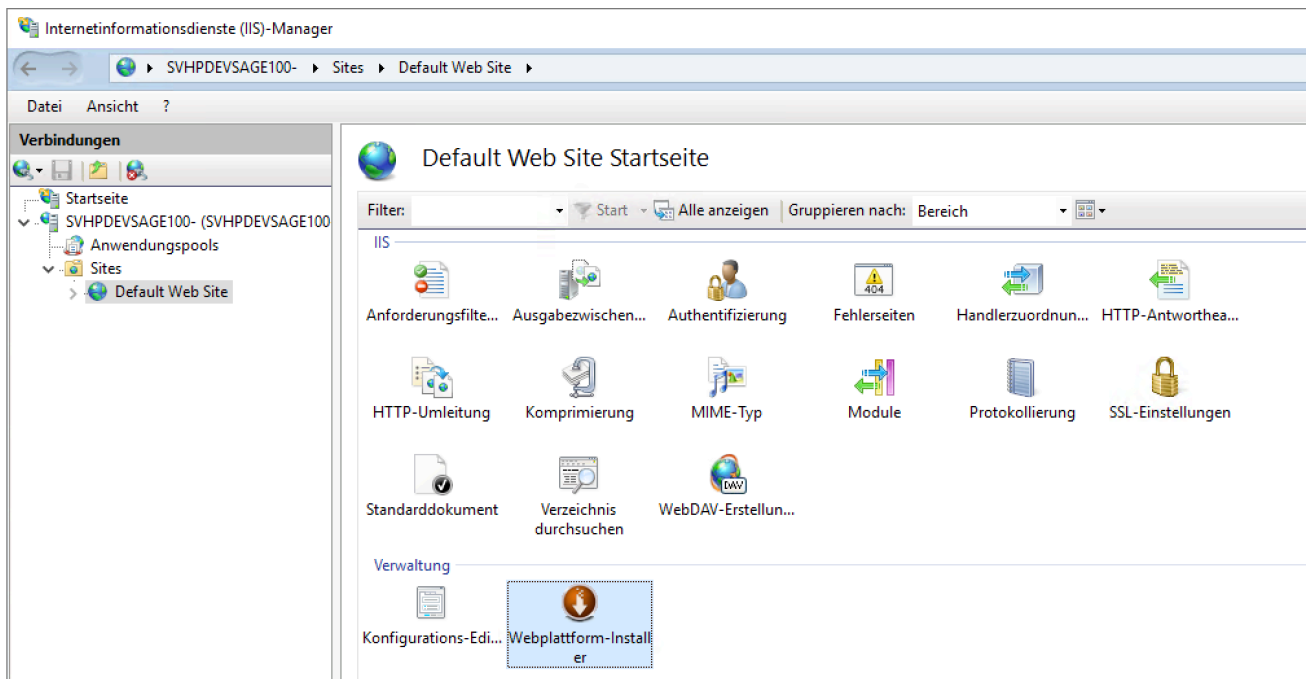 Internetinformationsdienste (IIS)-Manager
SVHPDEVSAGE100- Sites Default Web Site
Datei Ansicht ?
Verbindungen
Startseite
SVHPDEVSAGE100- (SVHPDEVSAGE100
Anwendungspools
Sites
Default Web Site
Default Web Site Startseite
Filter: Start Alle anzeigen Gruppieren nach: Bereich
IIS
Anforderungsfilte... Ausgabezwischen... Authentifizierung Fehlerseiten Handlerzuordnun... HTTP-Antworthea...
HTTP-Umleitung Komprimierung MIME-Typ Module Protokollierung SSL-Einstellungen
Standarddokument Verzeichnis durchsuchen WebDAV-Erstellun...
Verwaltung
Konfigurations-Edi... Webplattform-Install
er
404
DAV